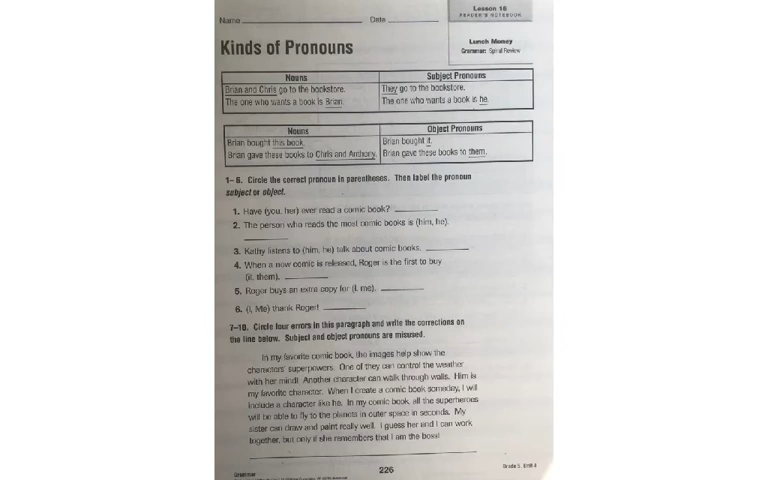 Name
Date
Lesson 16
READER'S NOTEBOOK
Kinds of Pronouns
Lunch Money
Grammar: Spiral Review
Nouns
Subject Pronouns
Brian and Chris go to the bookstore.
They go to the bookstore.
The one who wants a book is Brian.
The one who wants a book is he.
Nouns
Object Pronouns
Brian bought this book.
Brian bought it.
Brian gave these books to Chris and Anthony.
Brian gave these books to them.
1–6. Circle the correct pronoun in parentheses. Then label the pronoun
subject or object.
1. Have (you, her) ever read a comic book?
2. The person who reads the most comic books is (him, he).
3. Kathy listens to (him, he) talk about comic books.
4. When a new comic is released, Roger is the first to buy
(it, them).
5. Roger buys an extra copy for (I, me).
6. (I, Me) thank Roger!
7–10. Circle four errors in this paragraph and write the corrections on
the line below. Subject and object pronouns are misused.
In my favorite comic book, the images help show the
characters' superpowers. One of they can control the weather
with her mind! Another character can walk through walls. Him is
my favorite character. When I create a comic book someday, I will
include a character like he. In my comic book, all the superheroes
will be able to fly to the planets in outer space in seconds. My
sister can draw and paint really well. I guess her and I can work
together, but only if she remembers that I am the boss!
Grammar
226
Grade 5, Unit 4